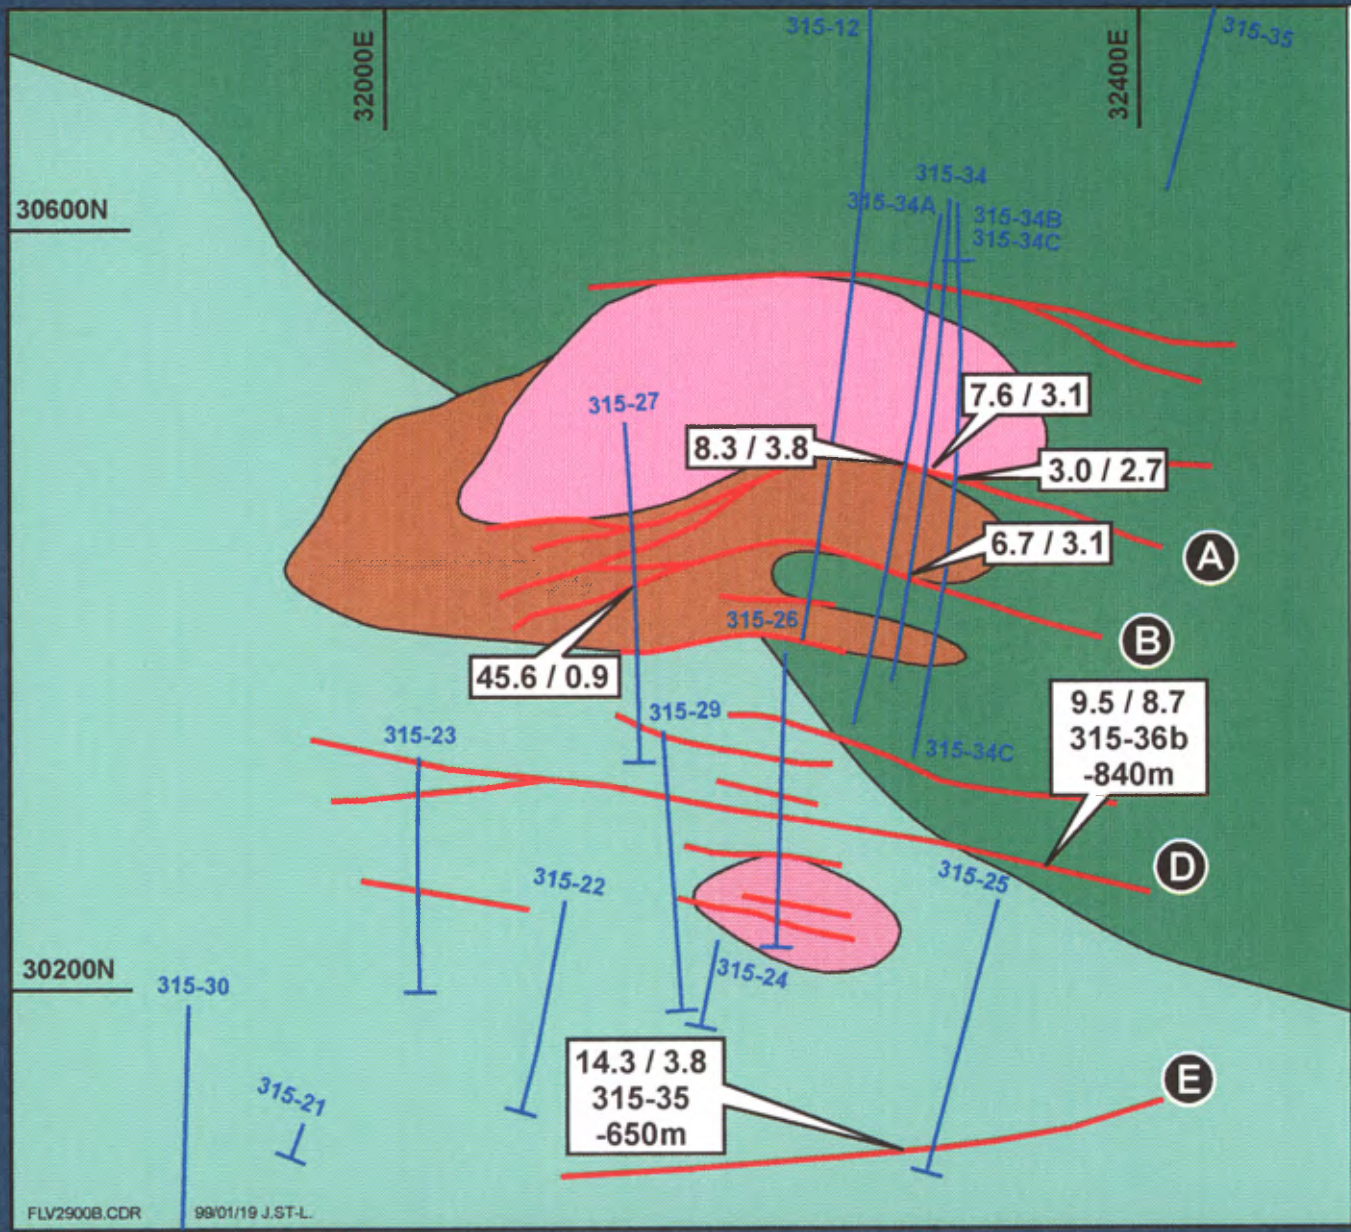 315-12
32000E
32400E
315-35
315-34
315-34A
315-34B
315-34C
30600N
7.6 / 3.1
315-27
8.3 / 3.8
3.0 / 2.7
6.7 / 3.1
A
315-26
B
45.6 / 0.9
9.5 / 8.7
315-36b
-840m
315-29
315-23
315-34C
D
315-25
315-22
30200N
315-24
315-30
14.3 / 3.8
315-35
-650m
E
315-21
FLV2900B.CDR
99/01/19 J.ST-L.